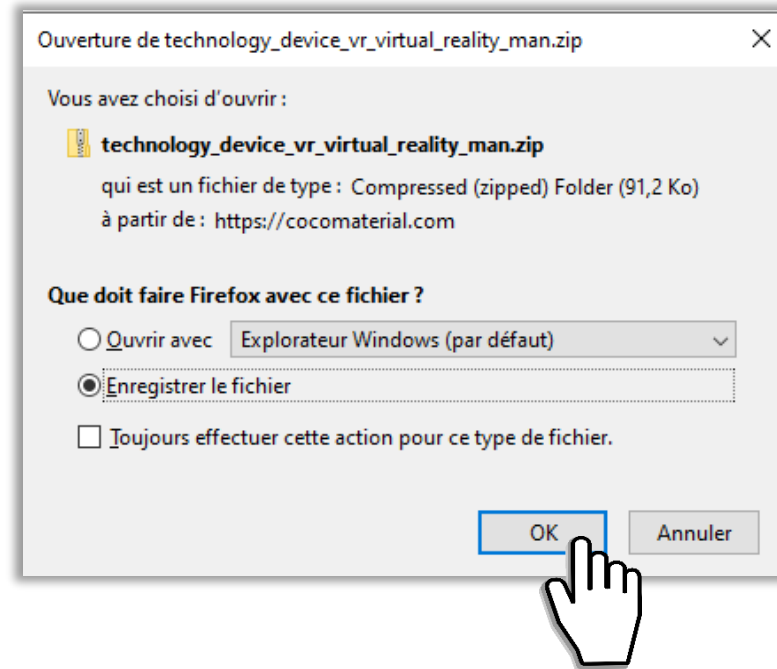 Ouverture de technology_device_vr_virtual_reality_man.zip
Vous avez choisi d'ouvrir :
technology_device_vr_virtual_reality_man.zip
qui est un fichier de type : Compressed (zipped) Folder (91,2 Ko)
à partir de : https://cocomaterial.com
Que doit faire Firefox avec ce fichier ?
Ouvrir avec Explorateur Windows (par défaut)
Enregistrer le fichier
Toujours effectuer cette action pour ce type de fichier.
OK Annuler